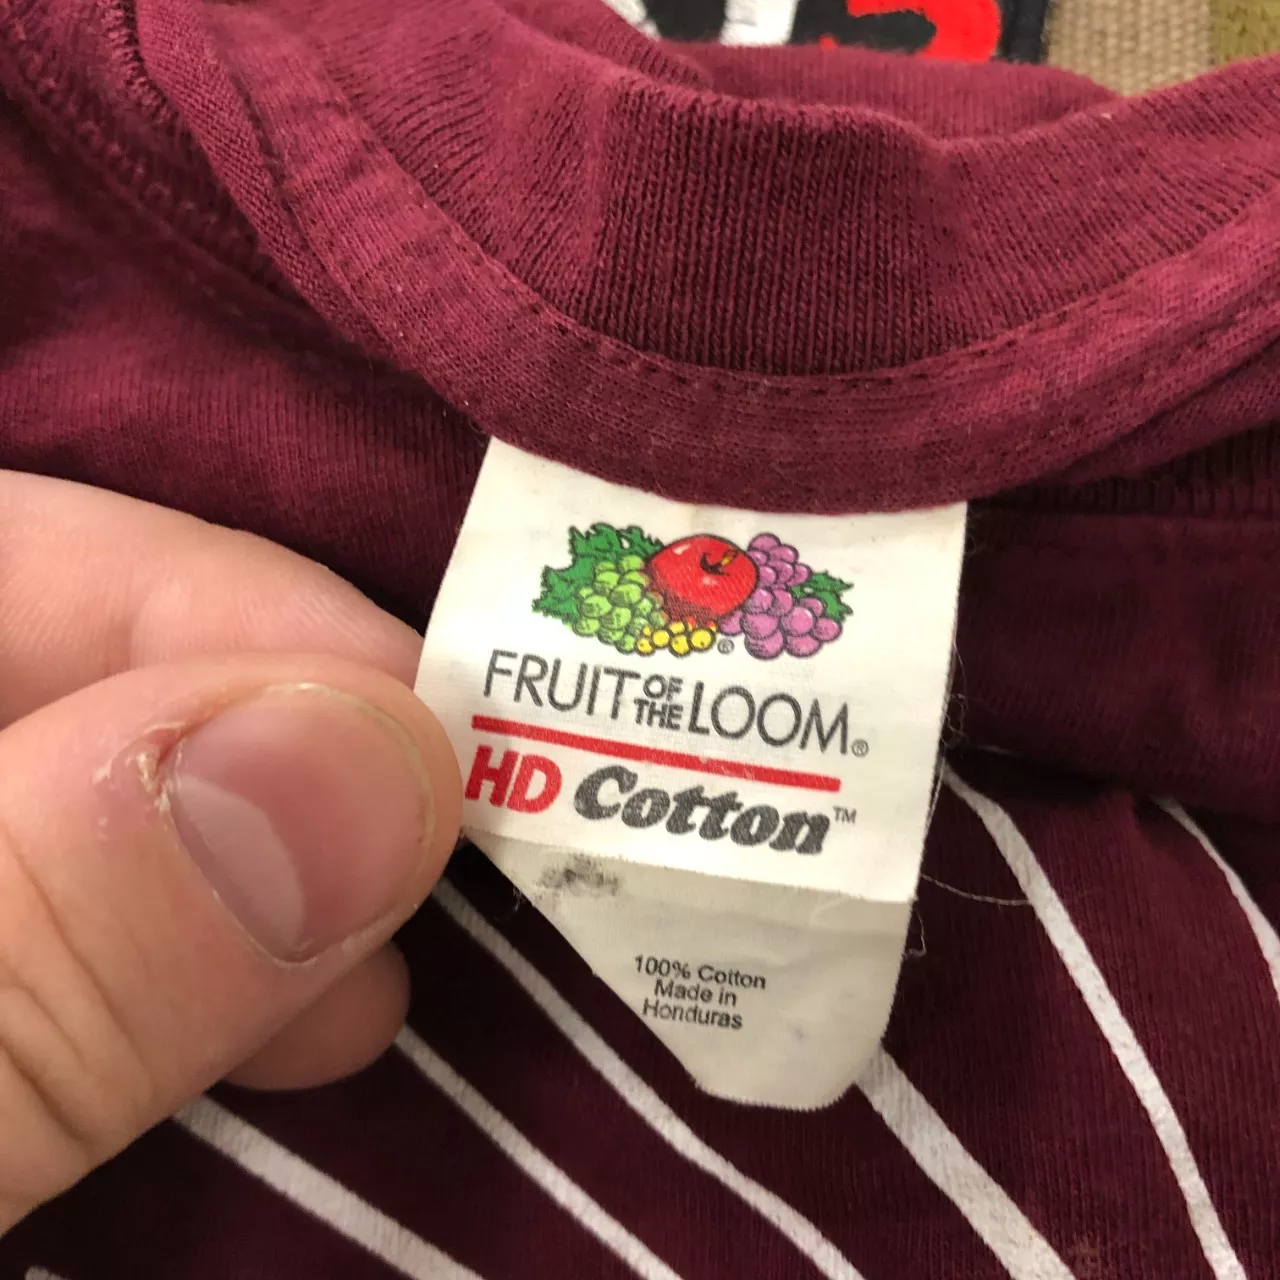 FRUIT OF THE LOOM®
HD Cotton™
100% Cotton
Made in
Honduras